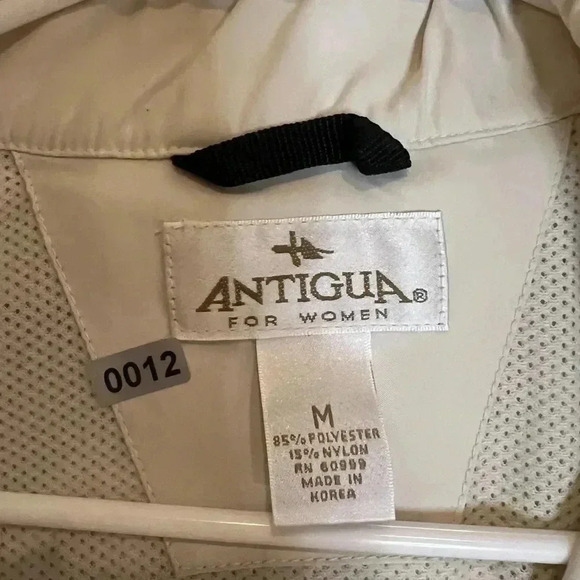 ANTIGUA®
FOR WOMEN
0012
M
85% POLYESTER
15% NYLON
RN 60999
MADE IN
KOREA